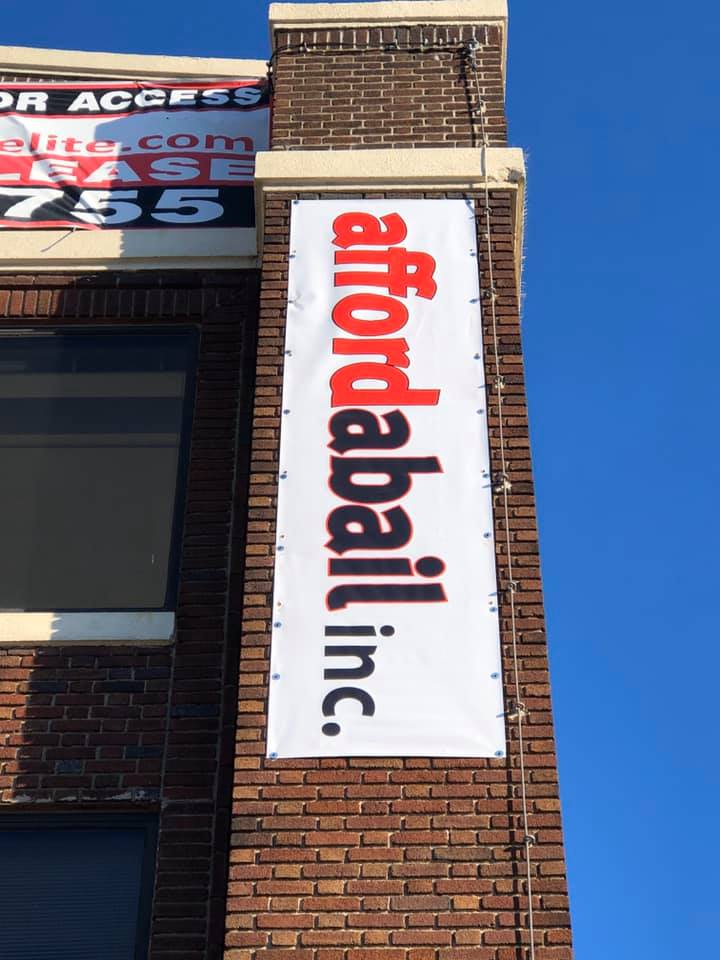 OR ACCESS
elite.com
LEASE
755
affordabail inc.